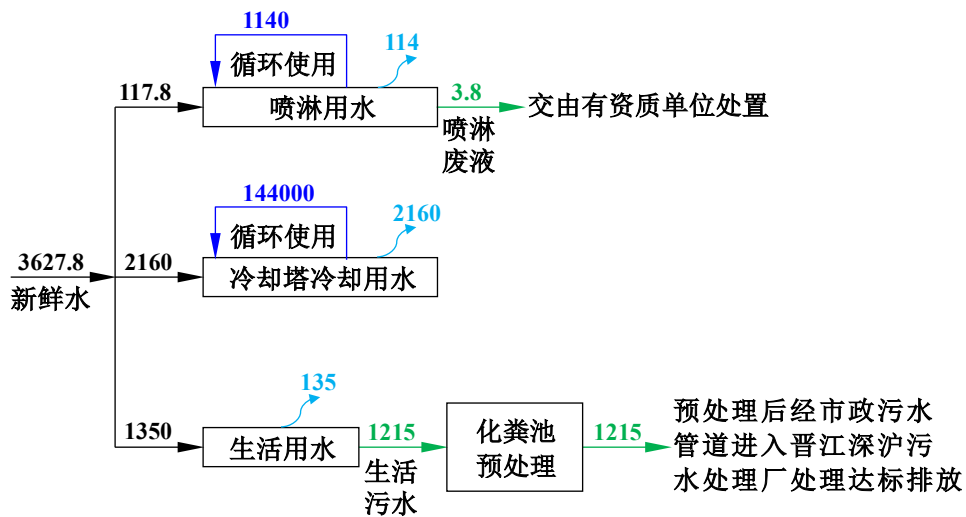 1140
循环使用
114
117.8
喷淋用水
3.8
喷淋
废液
交由有资质单位处置
144000
循环使用
2160
3627.8
新鲜水
2160
冷却塔冷却用水
135
1350
生活用水
1215
生活
污水
化粪池
预处理
1215
预处理后经市政污水
管道进入晋江深沪污
水处理厂处理达标排放